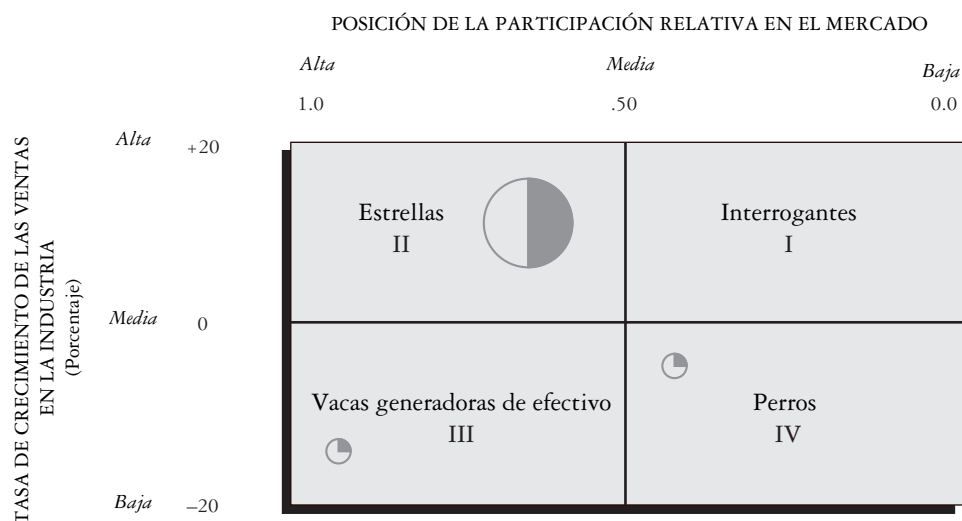 POSICIÓN DE LA PARTICIPACIÓN RELATIVA EN EL MERCADO
Alta
Media
Baja
1.0
.50
0.0
TASA DE CRECIMIENTO DE LAS VENTAS
EN LA INDUSTRIA
(Porcentaje)
Alta
+20
Estrellas
II
Interrogantes
I
Media
0
Vacas generadoras de efectivo
III
Perros
IV
Baja
–20